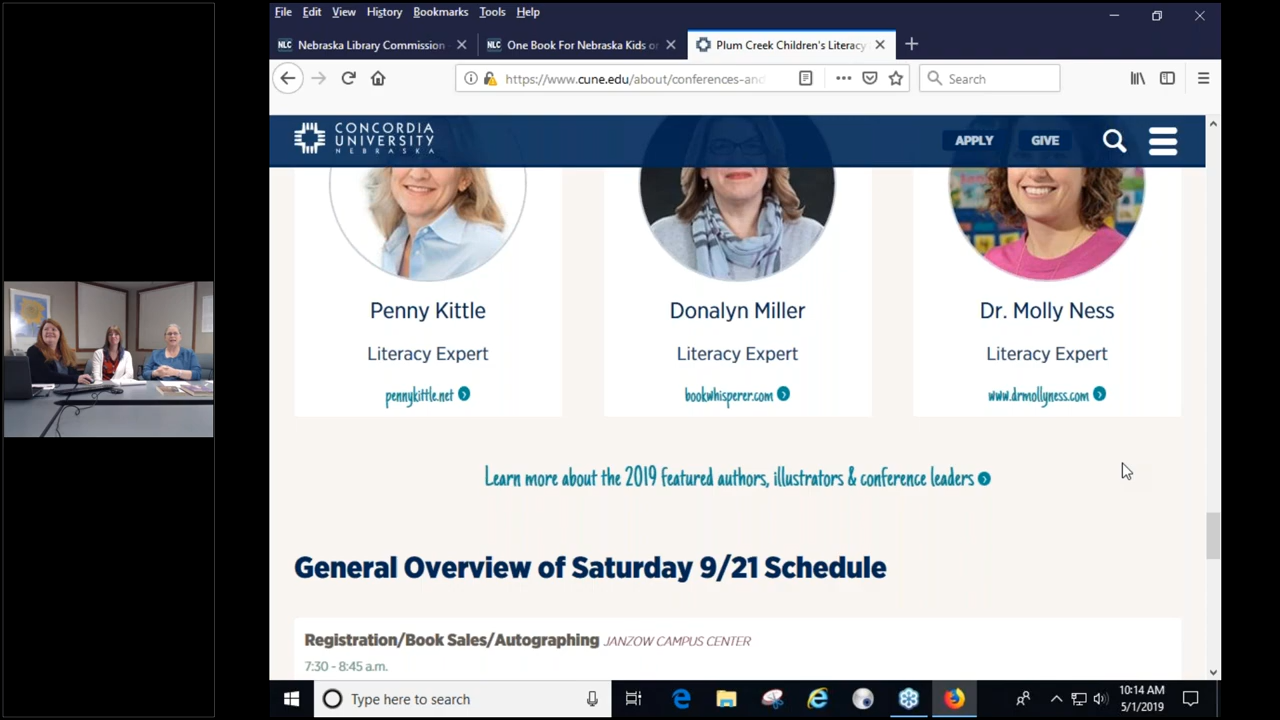 File Edit View History Bookmarks Tools Help
NLC Nebraska Library Commission
NLC One Book For Nebraska Kids or
Plum Creek Children's Literacy
https://www.cune.edu/about/conferences-and
Search
CONCORDIA
UNIVERSITY
NEBRASKA
APPLY
GIVE
Penny Kittle
Literacy Expert
pennykittle.net
Donalyn Miller
Literacy Expert
bookwhisperer.com
Dr. Molly Ness
Literacy Expert
www.drmollyness.com
Learn more about the 2019 featured authors, illustrators & conference leaders
General Overview of Saturday 9/21 Schedule
Registration/Book Sales/Autographing JANZOW CAMPUS CENTER
7:30 - 8:45 a.m.
Type here to search
10:14 AM
5/1/2019